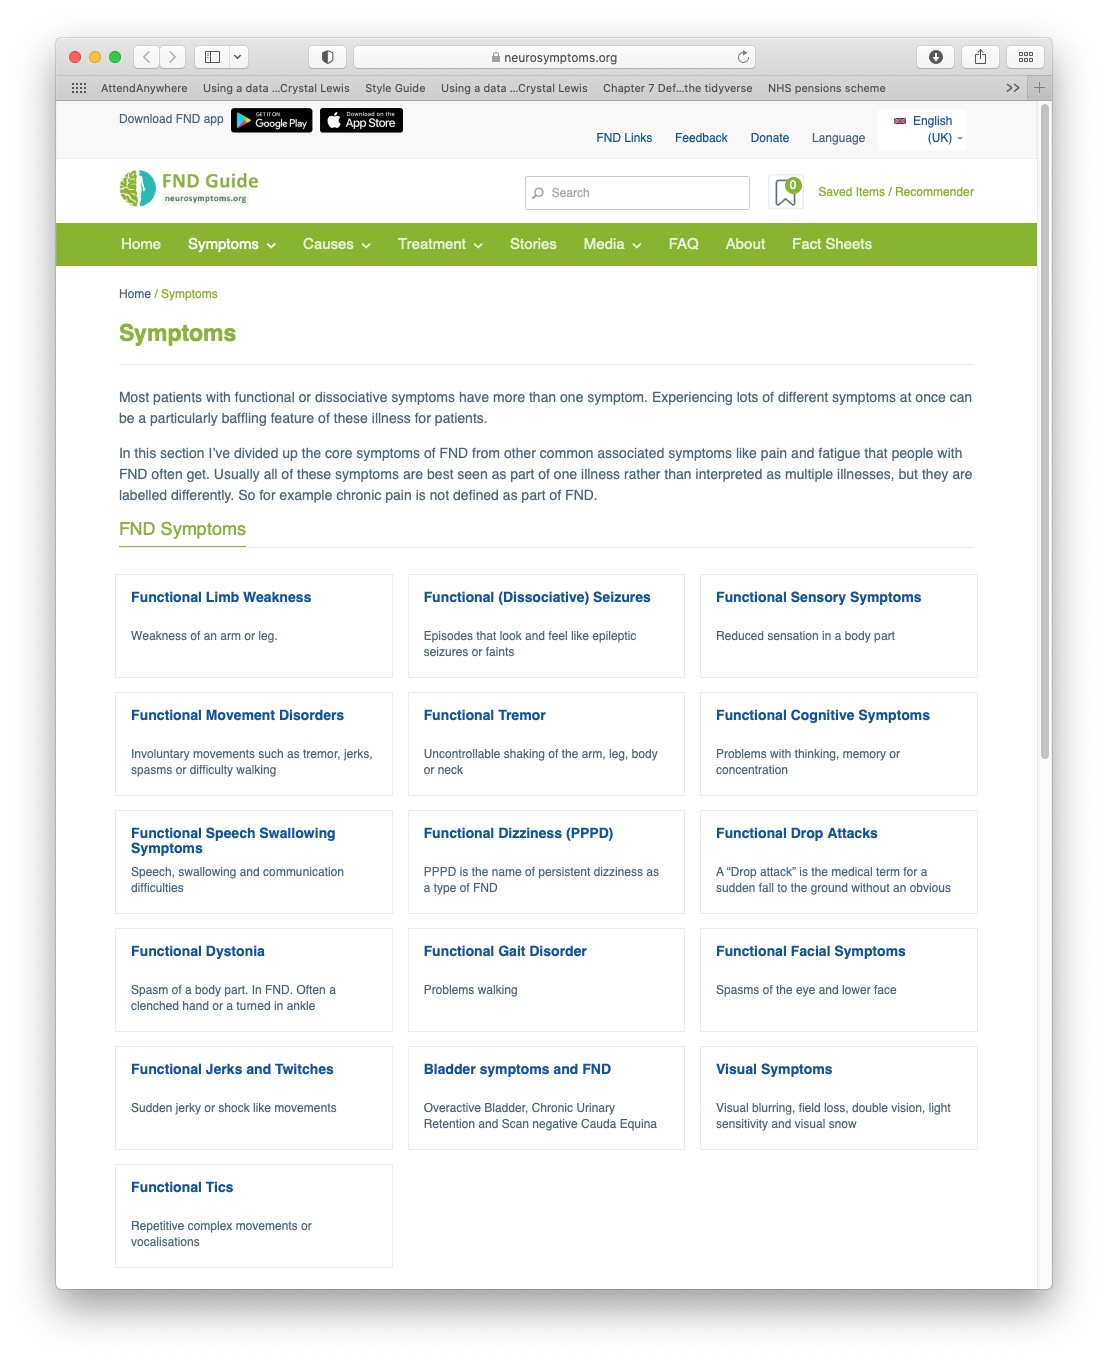 neurosymptoms.org
AttendAnywhere Using a data ...Crystal Lewis Style Guide Using a data ...Crystal Lewis Chapter 7 Def...the tidyverse NHS pensions scheme >> +
Download FND app
GET IT ON
Google Play
Download on the
App Store
FND Links Feedback Donate Language English
(UK)
FND Guide
neurosymptoms.org
Search
0
Saved Items / Recommender
Home Symptoms Causes Treatment Stories Media FAQ About Fact Sheets
Home / Symptoms
Symptoms
Most patients with functional or dissociative symptoms have more than one symptom. Experiencing lots of different symptoms at once can
be a particularly baffling feature of these illness for patients.
In this section I've divided up the core symptoms of FND from other common associated symptoms like pain and fatigue that people with
FND often get. Usually all of these symptoms are best seen as part of one illness rather than interpreted as multiple illnesses, but they are
labelled differently. So for example chronic pain is not defined as part of FND.
FND Symptoms
Functional Limb Weakness
Weakness of an arm or leg.
Functional (Dissociative) Seizures
Episodes that look and feel like epileptic
seizures or faints
Functional Sensory Symptoms
Reduced sensation in a body part
Functional Movement Disorders
Involuntary movements such as tremor, jerks,
spasms or difficulty walking
Functional Tremor
Uncontrollable shaking of the arm, leg, body
or neck
Functional Cognitive Symptoms
Problems with thinking, memory or
concentration
Functional Speech Swallowing
Symptoms
Speech, swallowing and communication
difficulties
Functional Dizziness (PPPD)
PPPD is the name of persistent dizziness as
a type of FND
Functional Drop Attacks
A “Drop attack” is the medical term for a
sudden fall to the ground without an obvious
Functional Dystonia
Spasm of a body part. In FND. Often a
clenched hand or a turned in ankle
Functional Gait Disorder
Problems walking
Functional Facial Symptoms
Spasms of the eye and lower face
Functional Jerks and Twitches
Sudden jerky or shock like movements
Bladder symptoms and FND
Overactive Bladder, Chronic Urinary
Retention and Scan negative Cauda Equina
Visual Symptoms
Visual blurring, field loss, double vision, light
sensitivity and visual snow
Functional Tics
Repetitive complex movements or
vocalisations